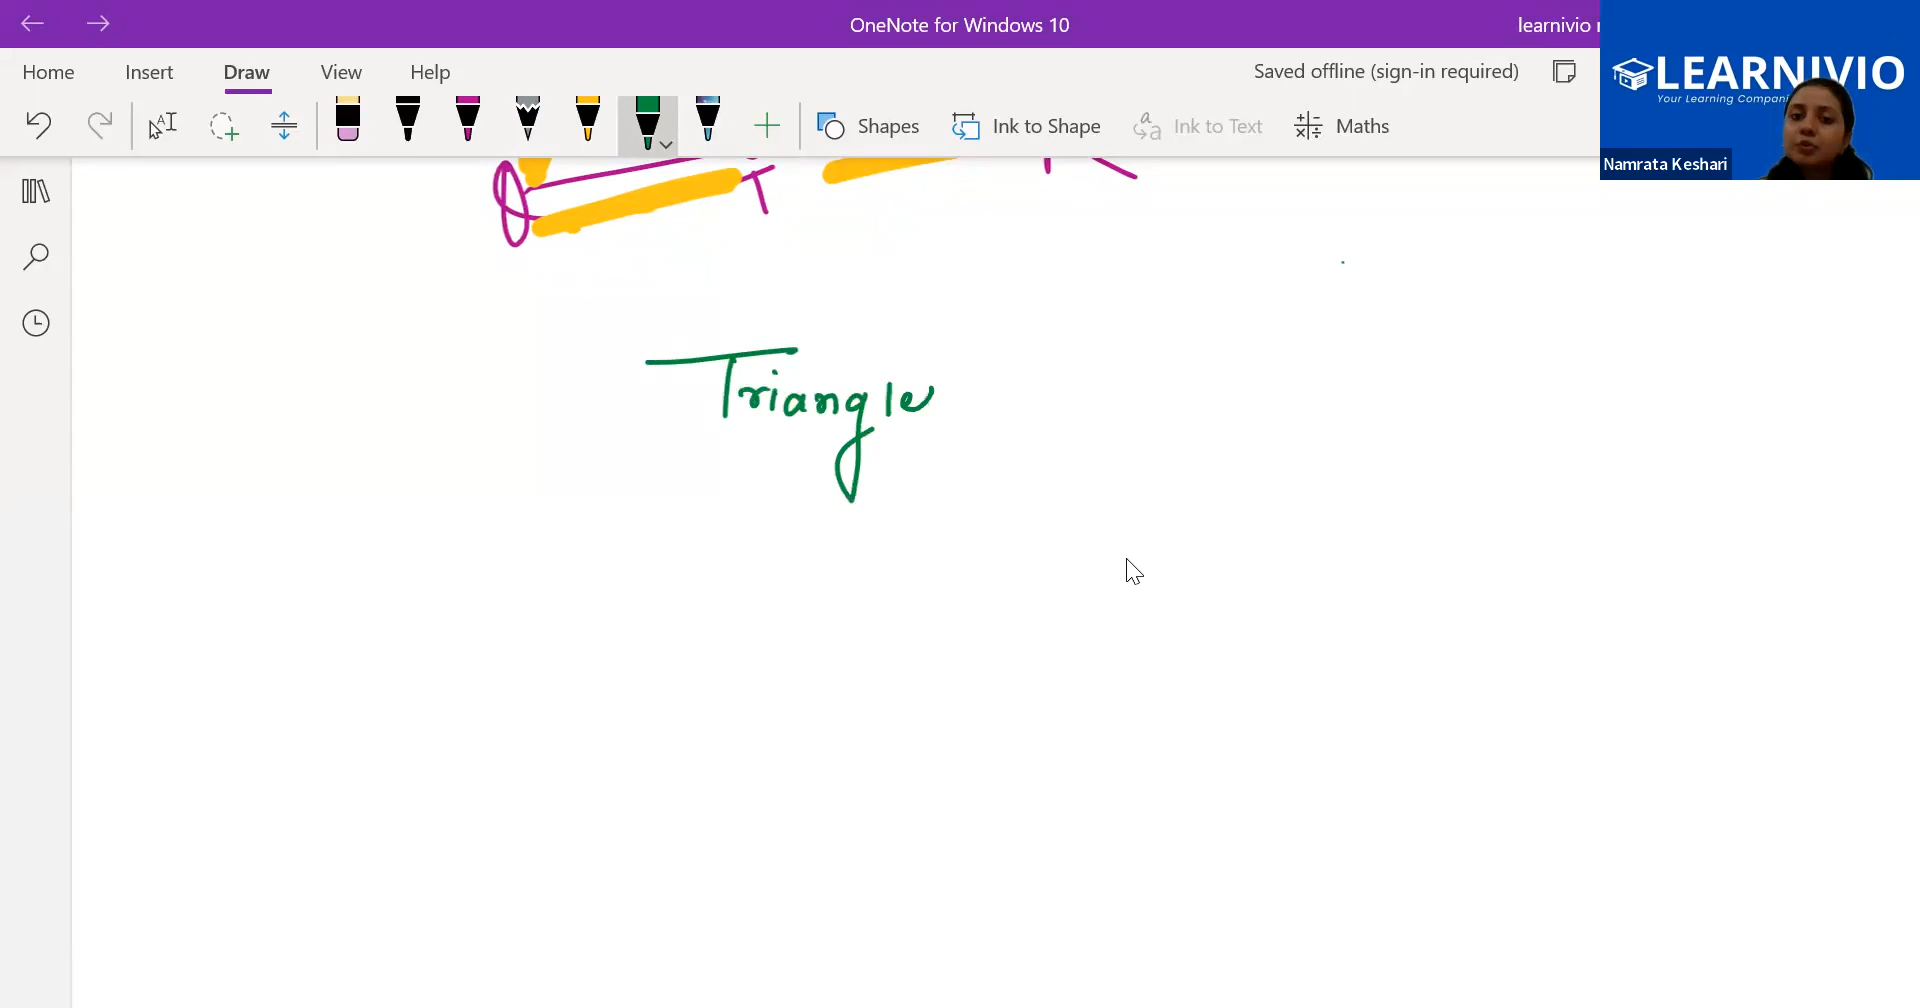 OneNote for Windows 10
learnivio
Home Insert Draw View Help
Saved offline (sign-in required)
LEARNIVIO
Your Learning Compani
Shapes Ink to Shape Ink to Text Maths
Namrata Keshari
Triangle